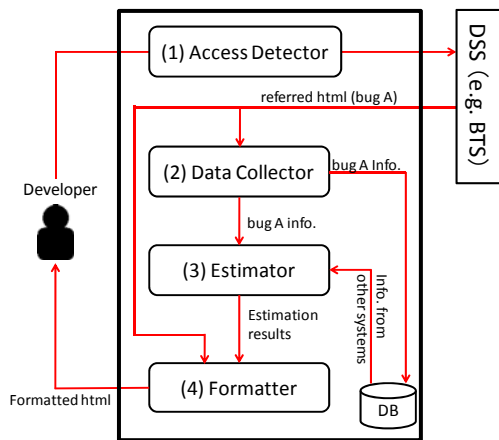 (1) Access Detector
DSS (e.g. BTS)
referred html (bug A)
(2) Data Collector
bug A Info.
Developer
bug A info.
(3) Estimator
Estimation
results
Info. from
other systems
(4) Formatter
Formatted html
DB